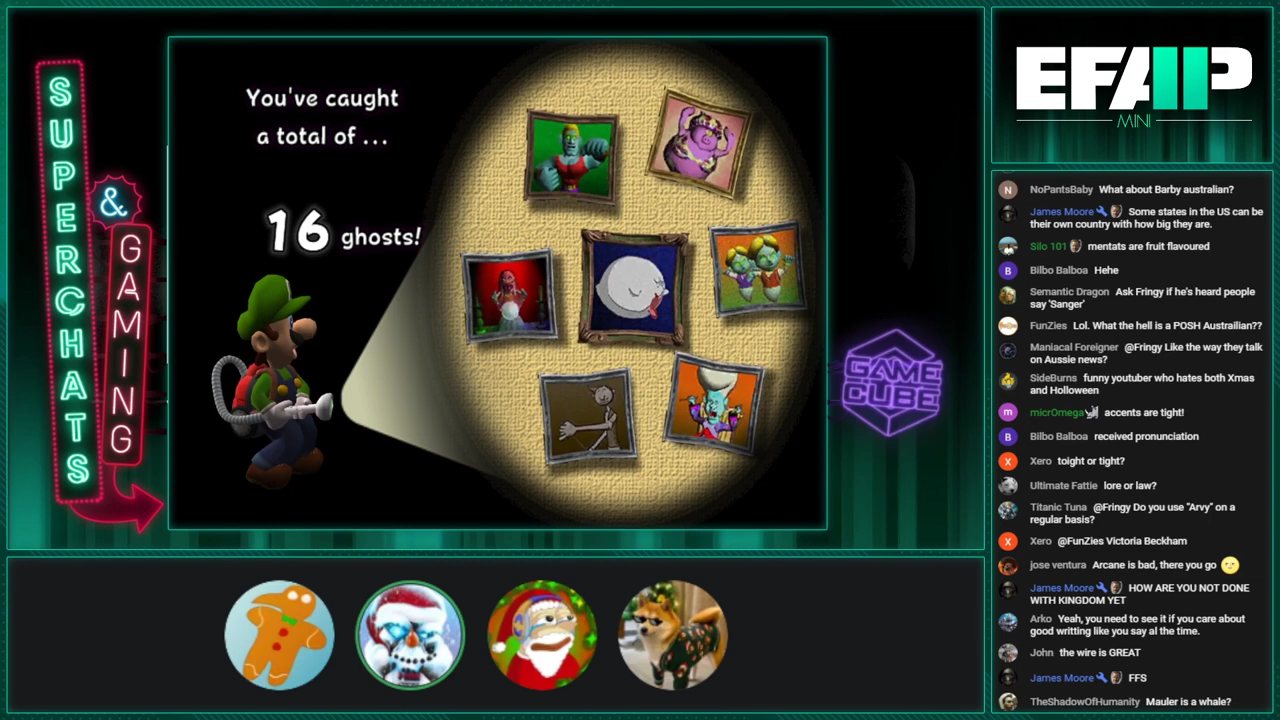 SUPERCHATS
&
GAMING
You've caught
a total of ...
16 ghosts!
GAME
CUBE
EFAP
MINI
N
NoPantsBaby What about Barby australian?
James Moore Some states in the US can be
their own country with how big they are.
Silo 101 mentats are fruit flavoured
B
Bilbo Balboa Hehe
Semantic Dragon Ask Fringy if he's heard people
say 'Sanger'
FunZies Lol. What the hell is a POSH Austrailian??
Maniacal Foreigner @Fringy Like the way they talk
on Aussie news?
SideBurns funny youtuber who hates both Xmas
and Holloween
m
micrOmega accents are tight!
B
Bilbo Balboa received pronunciation
X
Xero toight or tight?
Ultimate Fattie lore or law?
Titanic Tuna @Fringy Do you use "Arvy" on a
regular basis?
X
Xero @FunZies Victoria Beckham
jose ventura Arcane is bad, there you go
James Moore HOW ARE YOU NOT DONE
WITH KINGDOM YET
Arko Yeah, you need to see it if you care about
good writting like you say al the time.
John the wire is GREAT
James Moore FFS
TheShadowOfHumanity Mauler is a whale?